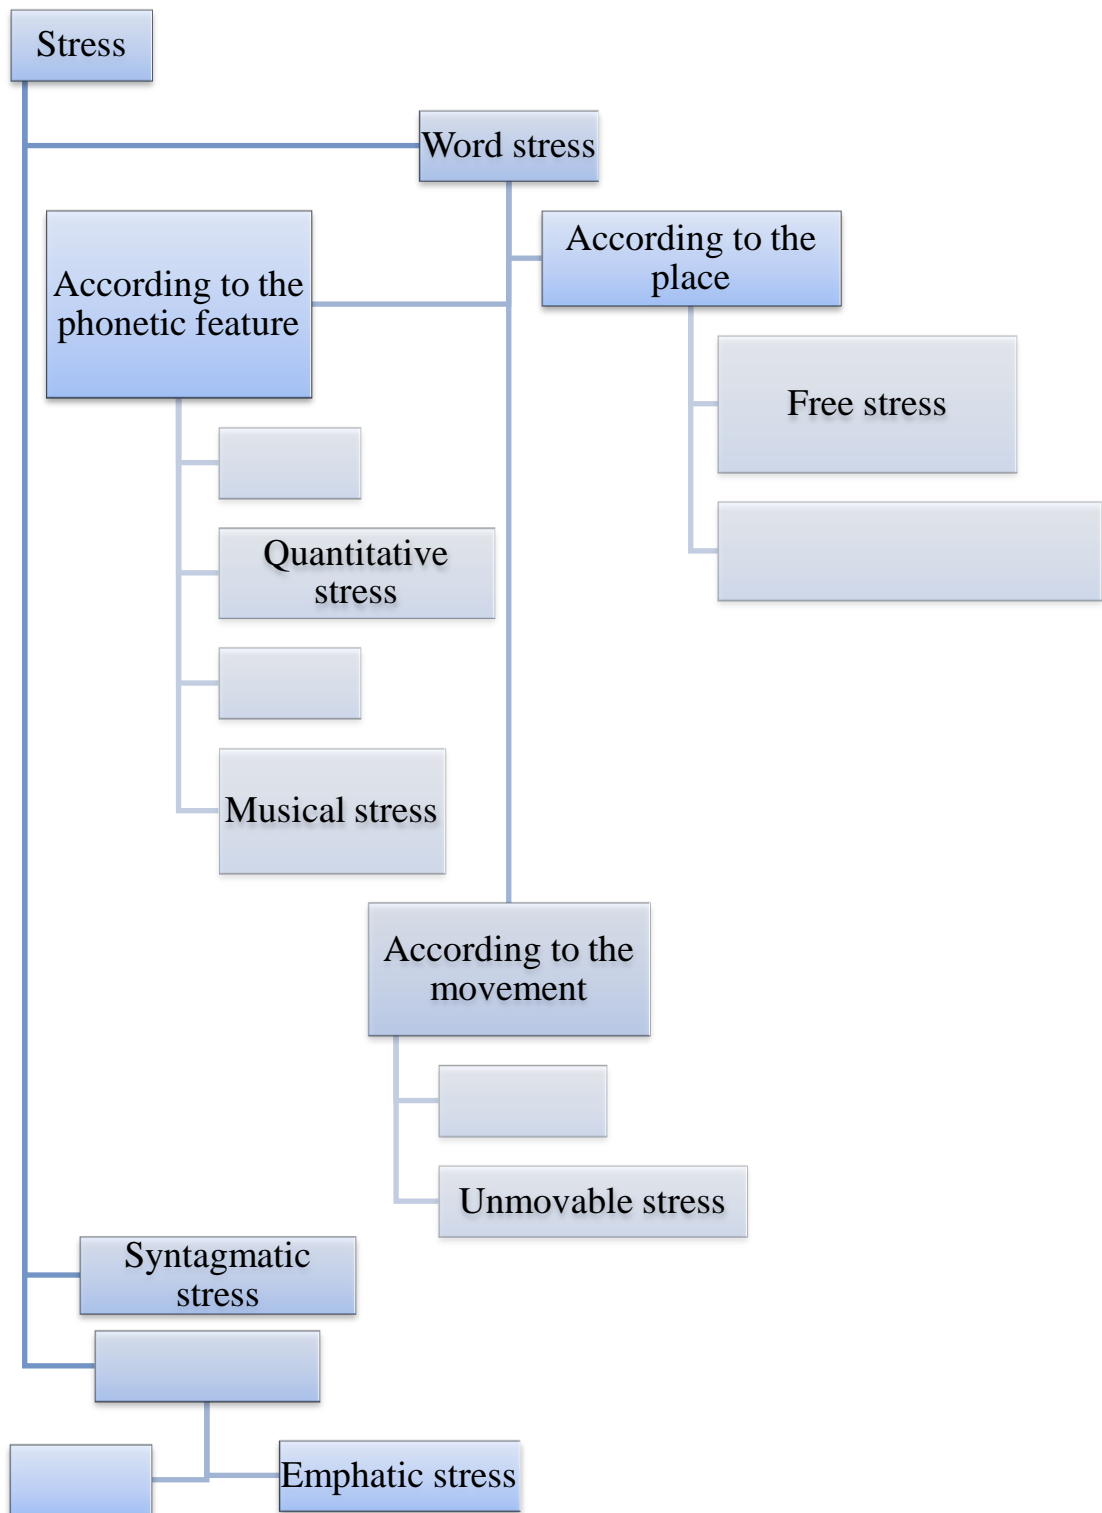 Stress
Word stress
According to the
phonetic feature
According to the
place
Free stress
Quantitative
stress
Musical stress
According to the
movement
Unmovable stress
Syntagmatic
stress
Emphatic stress